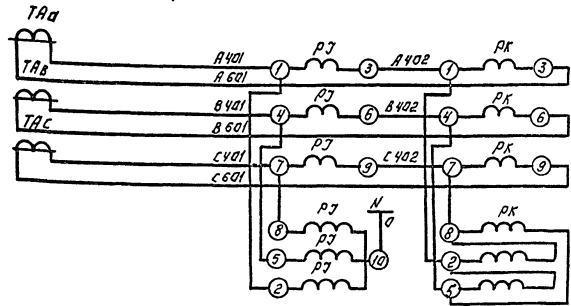 TAa
A401 1 PJ 3 A402 1 PK 3
TAв A601
B401 4 PJ 6 B402 4 PK 6
TAc B601
C401 7 PJ 9 C402 7 PK 9
C601
8 PJ N 0 8 PK
5 PJ 10 2
2 PJ 5